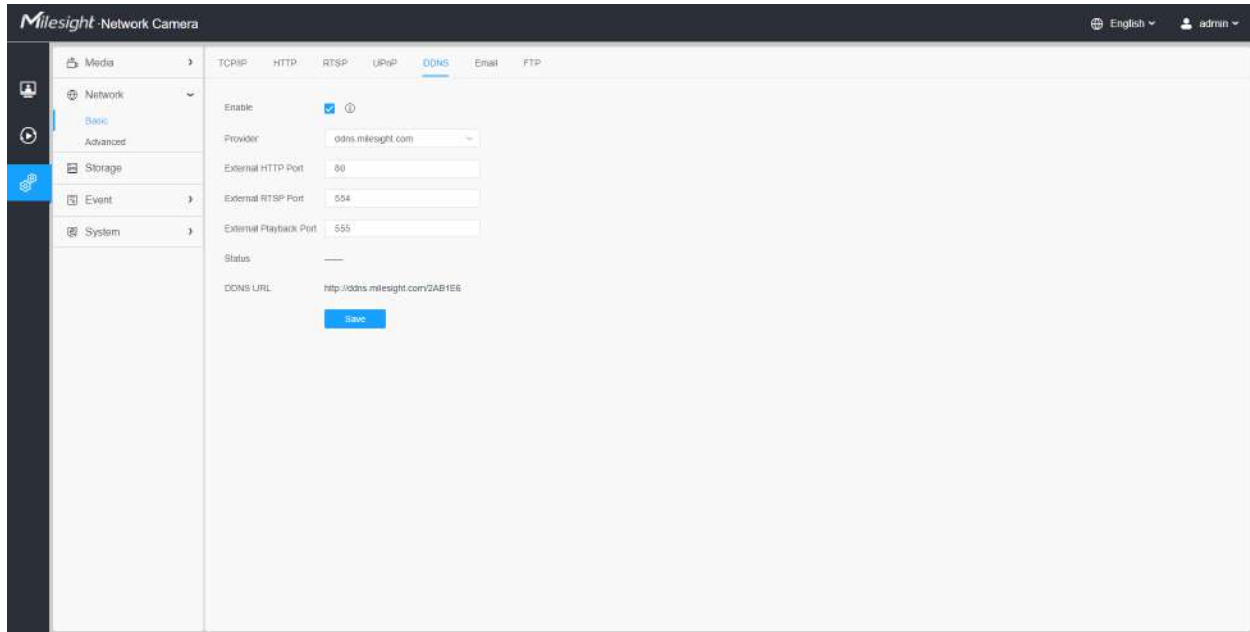 Milesight Network Camera
English
admin
Media
Network
Basic
Advanced
Storage
Event
System
TCP/IP HTTP RTSP UPnP DDNS Email FTP
Enable
Provider ddns.milesight.com
External HTTP Port 80
External RTSP Port 554
External Playback Port 555
Status ——
DDNS URL http://ddns.milesight.com/2AB1E6
Save